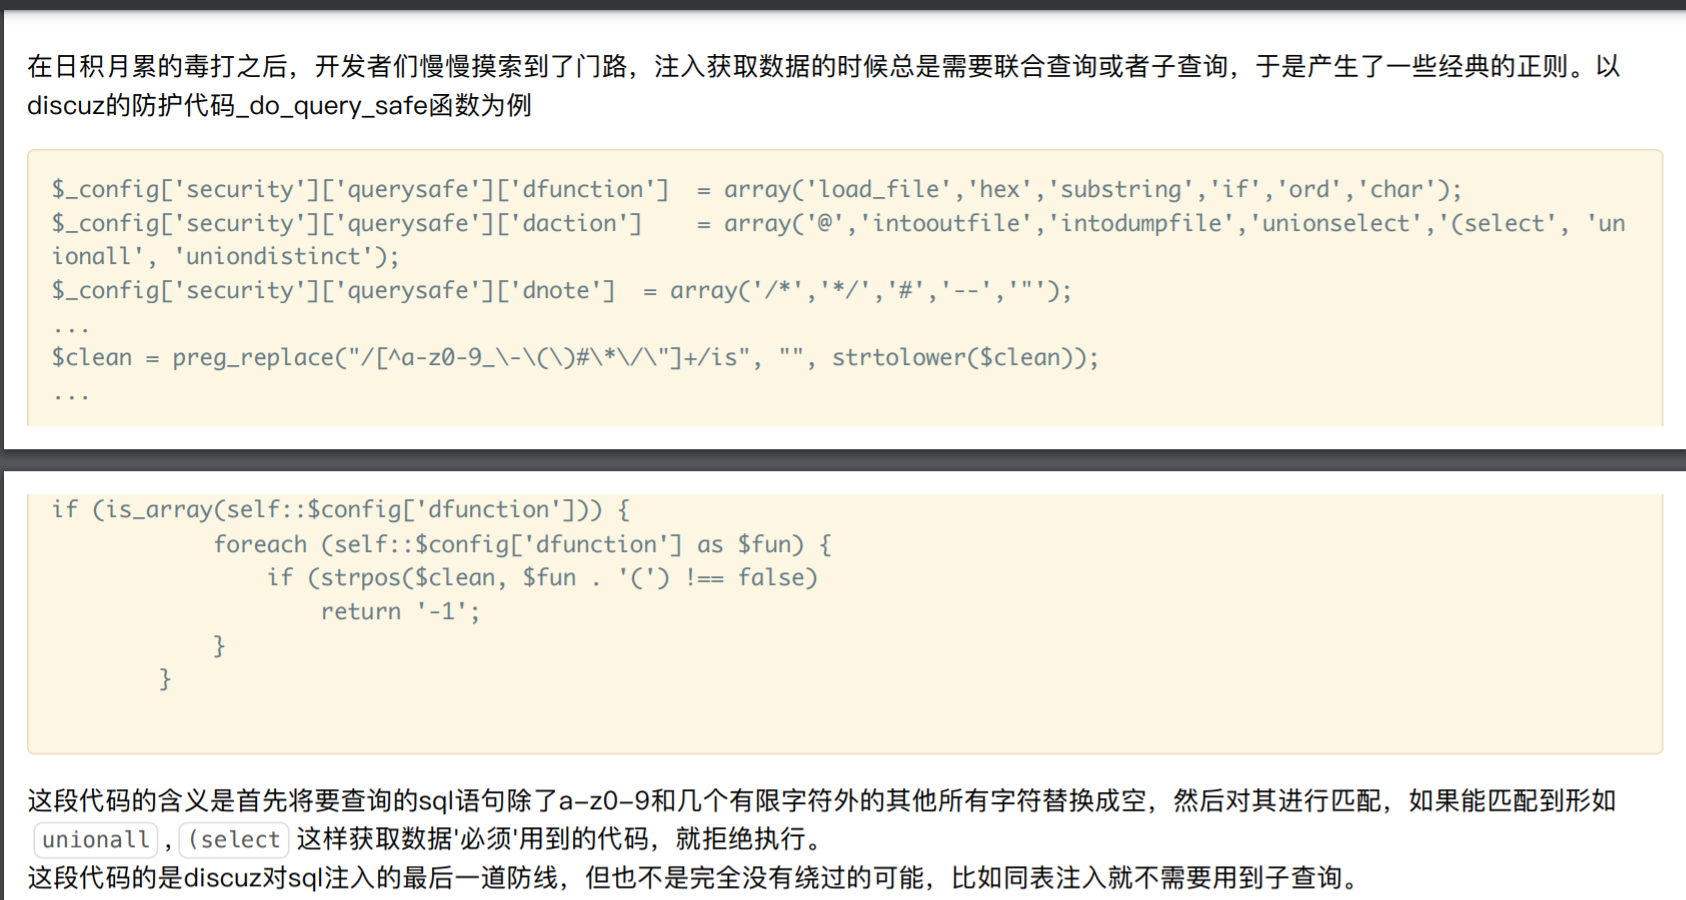 在日积月累的毒打之后，开发者们慢慢摸索到了门路，注入获取数据的时候总是需要联合查询或者子查询，于是产生了一些经典的正则。以
discuz的防护代码_do_query_safe函数为例
$_config['security']['querysafe']['dfunction']  = array('load_file','hex','substring','if','ord','char');
$_config['security']['querysafe']['daction']    = array('@','intooutfile','intodumpfile','unionselect','(select', 'un
ionall', 'uniondistinct');
$_config['security']['querysafe']['dnote']  = array('/*','*/','#','--','"');
...
$clean = preg_replace("/[^a-z0-9_\-\(\)#\*\/\"]+/is", "", strtolower($clean));
...
if (is_array(self::$config['dfunction'])) {
            foreach (self::$config['dfunction'] as $fun) {
                if (strpos($clean, $fun . '(') !== false)
                    return '-1';
            }
        }
这段代码的含义是首先将要查询的sql语句除了a-z0-9和几个有限字符外的其他所有字符替换成空，然后对其进行匹配，如果能匹配到形如
unionall , (select 这样获取数据'必须'用到的代码，就拒绝执行。
这段代码的是discuz对sql注入的最后一道防线，但也不是完全没有绕过的可能，比如同表注入就不需要用到子查询。